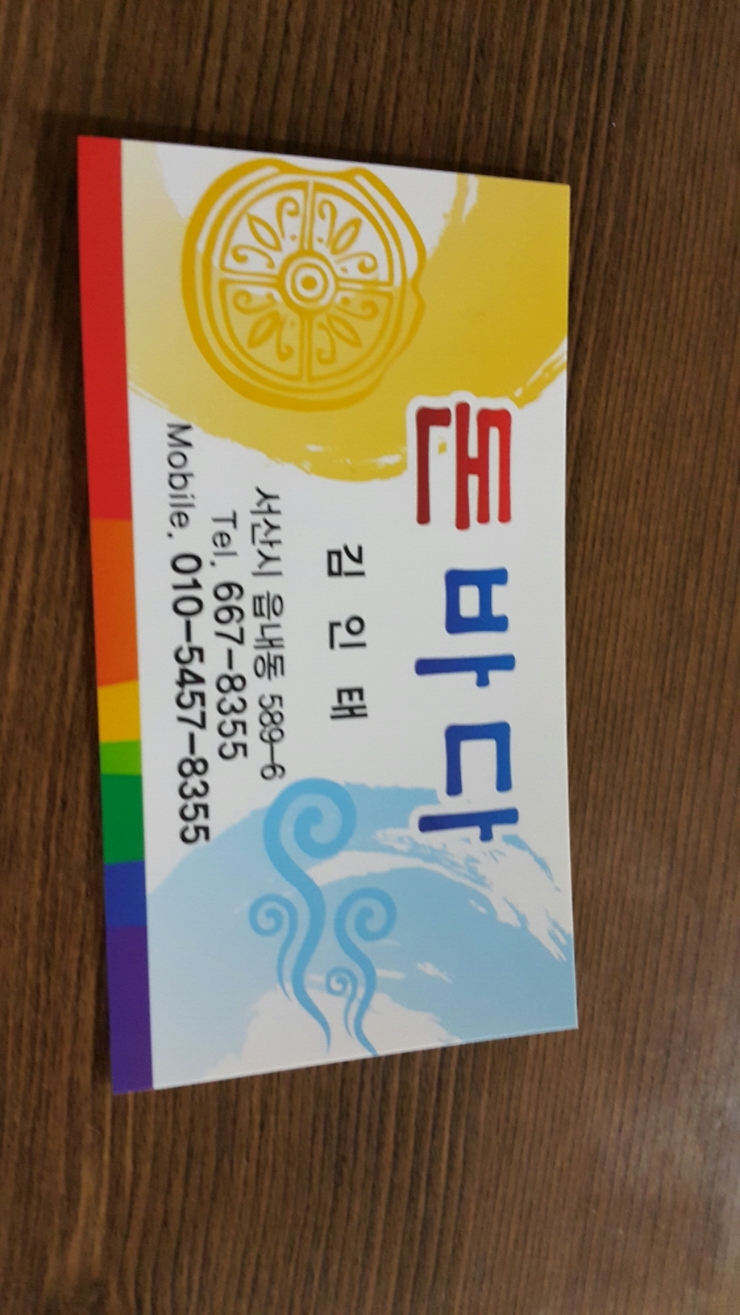 돈바다
김 인 태
서산시 읍내동 589-6
Tel. 667-8355
Mobile. 010-5457-8355